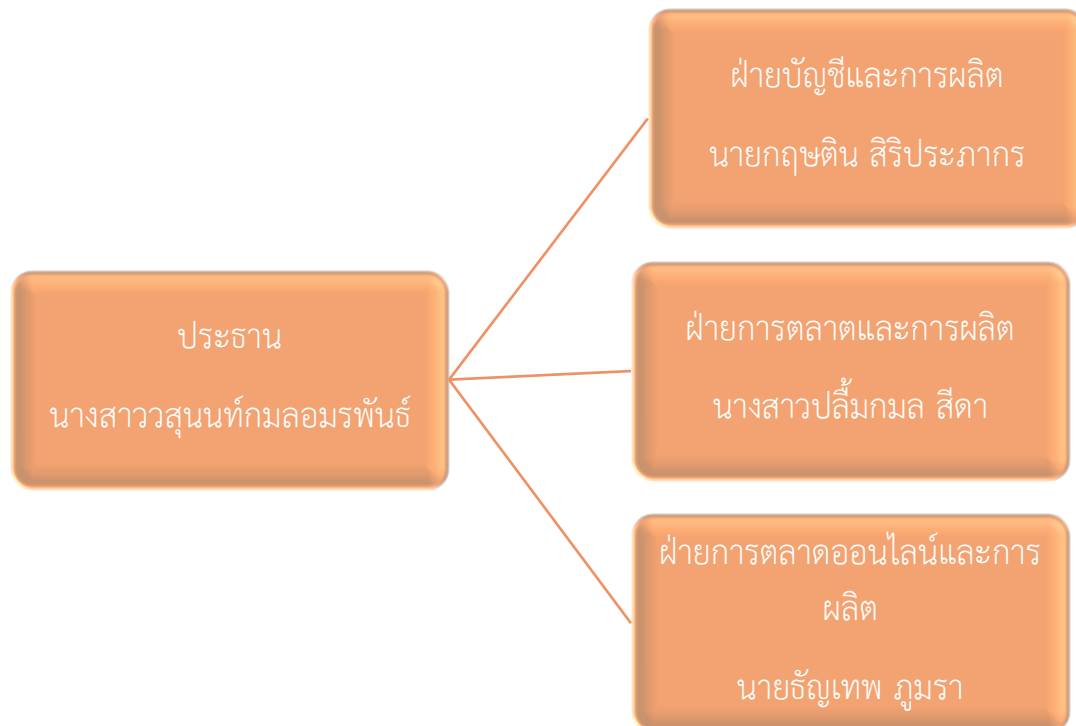 ฝ่ายบัญชีและการผลิต
นายกฤษติน สิริประภากร
ประธาน
นางสาววสุนนท์กมลอมรพันธ์
ฝ่ายการตลาตและการผลิต
นางสาวปลื้มกมล สีดา
ฝ่ายการตลาดออนไลน์และการ
ผลิต
นายธัญเทพ ภูมรา